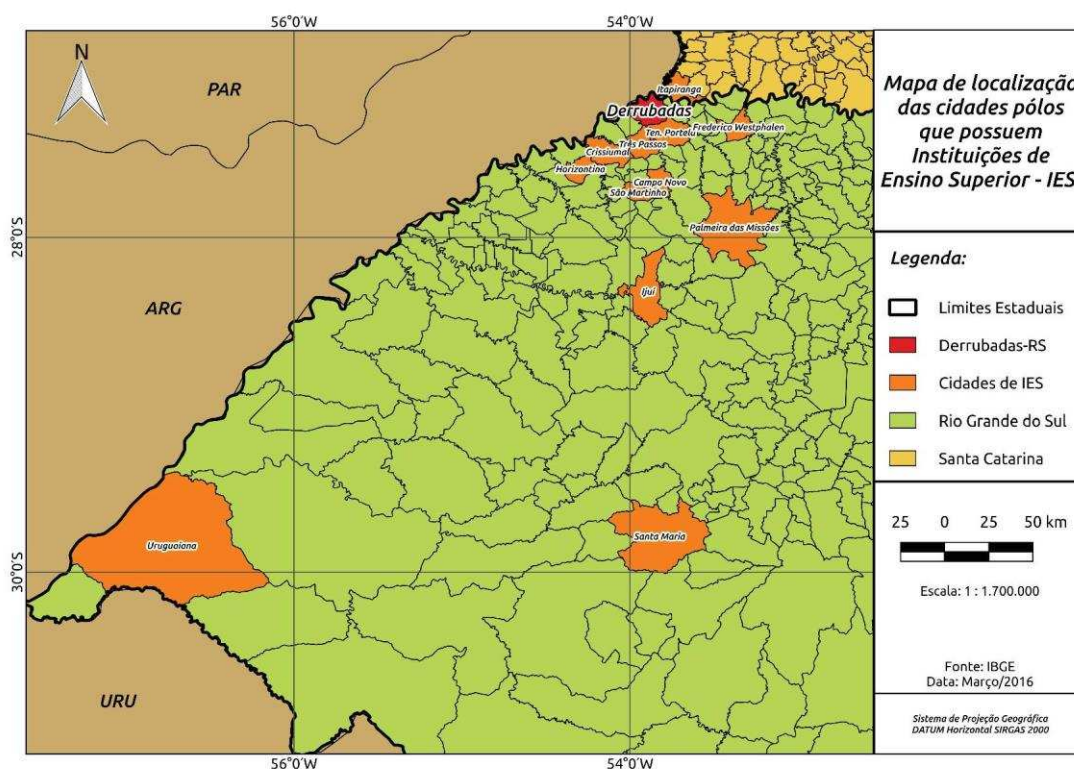 56°0'W
54°0'W
N
PAR
Itapiranga
Derrubadas
Ten. Portela
Frederico Westphalen
Três Passos
Crissiumal
Horizontina
Campo Novo
São Martinho
28°0'S
Palmeira das Missões
ARG
Ijuí
Uruguaiana
Santa Maria
30°0'S
URU
56°0'W
54°0'W
Mapa de localização
das cidades pólos
que possuem
Instituições de
Ensino Superior - IES
Legenda:
Limites Estaduais
Derrubadas-RS
Cidades de IES
Rio Grande do Sul
Santa Catarina
25 0 25 50 km
Escala: 1 : 1.700.000
Fonte: IBGE
Data: Março/2016
Sistema de Projeção Geográfica
DATUM Horizontal SIRGAS 2000